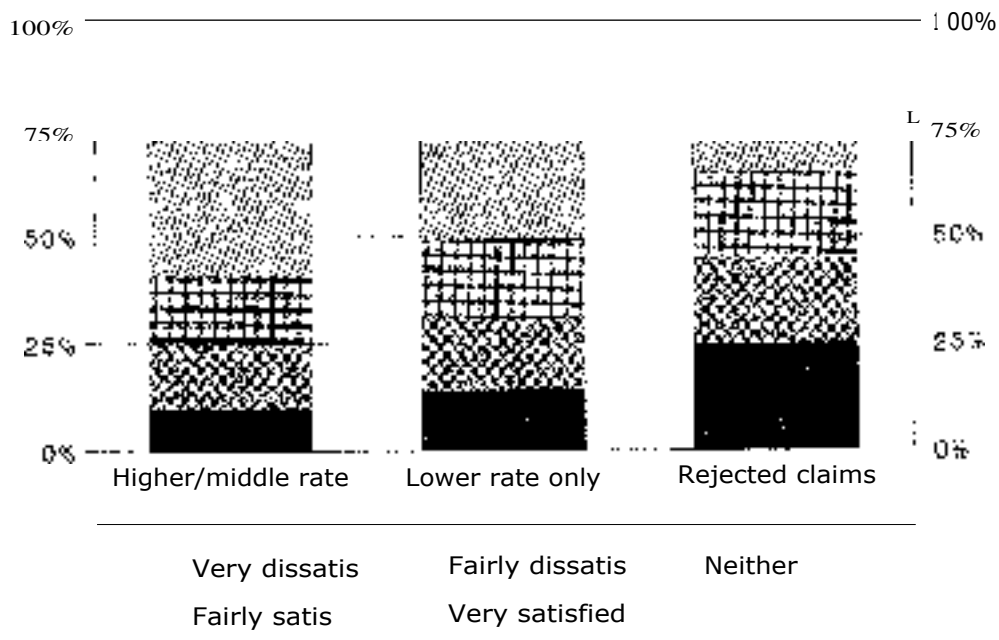 100% 100%
75% L 75%
50% 50%
25% 25%
0% 0%
Higher/middle rate Lower rate only Rejected claims
Very dissatis Fairly dissatis Neither
Fairly satis Very satisfied